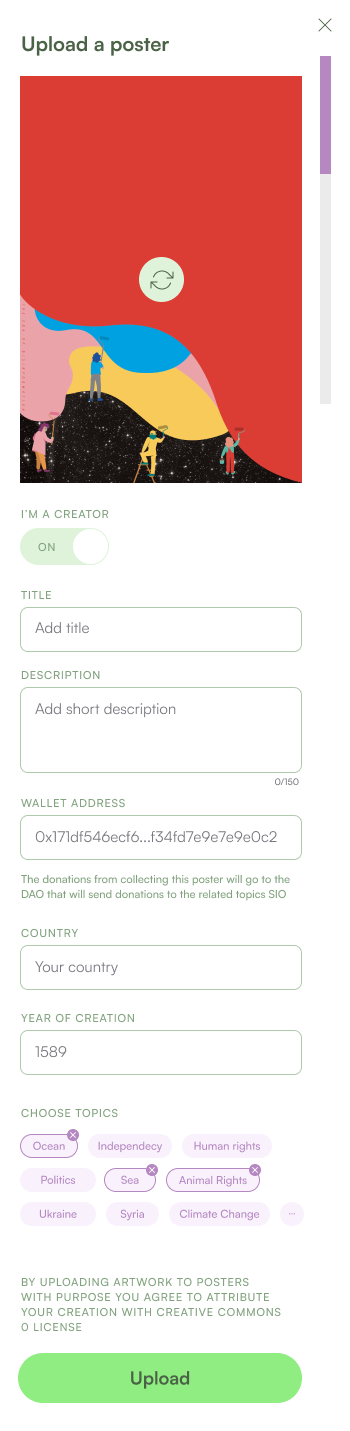 Upload a poster
I'M A CREATOR
ON
TITLE
Add title
DESCRIPTION
Add short description
0/150
WALLET ADDRESS
0x171df546ecf6...f34fd7e9e7e9e0c2
The donations from collecting this poster will go to the
DAO that will send donations to the related topics SIO
COUNTRY
Your country
YEAR OF CREATION
1589
CHOOSE TOPICS
Ocean Independecy Human rights
Politics Sea Animal Rights
Ukraine Syria Climate Change ...
BY UPLOADING ARTWORK TO POSTERS
WITH PURPOSE YOU AGREE TO ATTRIBUTE
YOUR CREATION WITH CREATIVE COMMONS
0 LICENSE
Upload